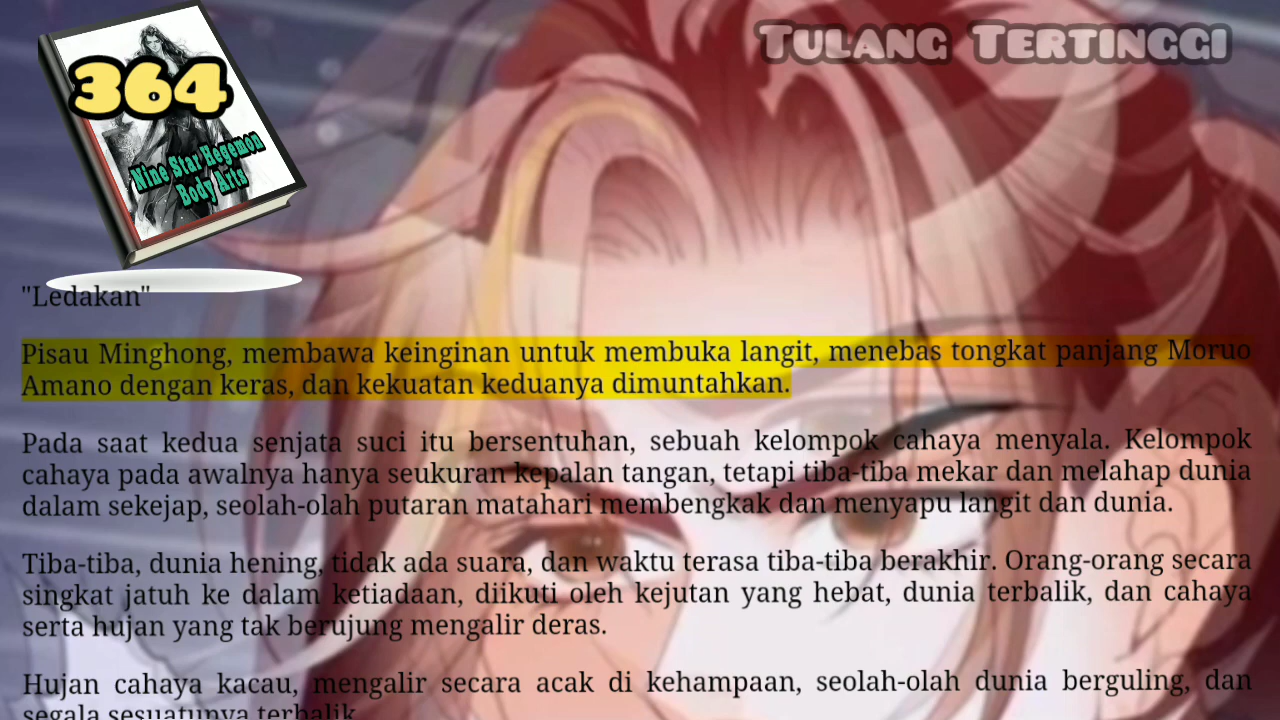 Tulang Tertinggi
364
Nine Star Hegemon
Body Arts
"Ledakan"
Pisau Minghong, membawa keinginan untuk membuka langit, menebas tongkat panjang Moruo
Amano dengan keras, dan kekuatan keduanya dimuntahkan.
Pada saat kedua senjata suci itu bersentuhan, sebuah kelompok cahaya menyala. Kelompok
cahaya pada awalnya hanya seukuran kepalan tangan, tetapi tiba-tiba mekar dan melahap dunia
dalam sekejap, seolah-olah putaran matahari membengkak dan menyapu langit dan dunia.
Tiba-tiba, dunia hening, tidak ada suara, dan waktu terasa tiba-tiba berakhir. Orang-orang secara
singkat jatuh ke dalam ketiadaan, diikuti oleh kejutan yang hebat, dunia terbalik, dan cahaya
serta hujan yang tak berujung mengalir deras.
Hujan cahaya kacau, mengalir secara acak di kehampaan, seolah-olah dunia berguling, dan
segala sesuatunya terbalik.